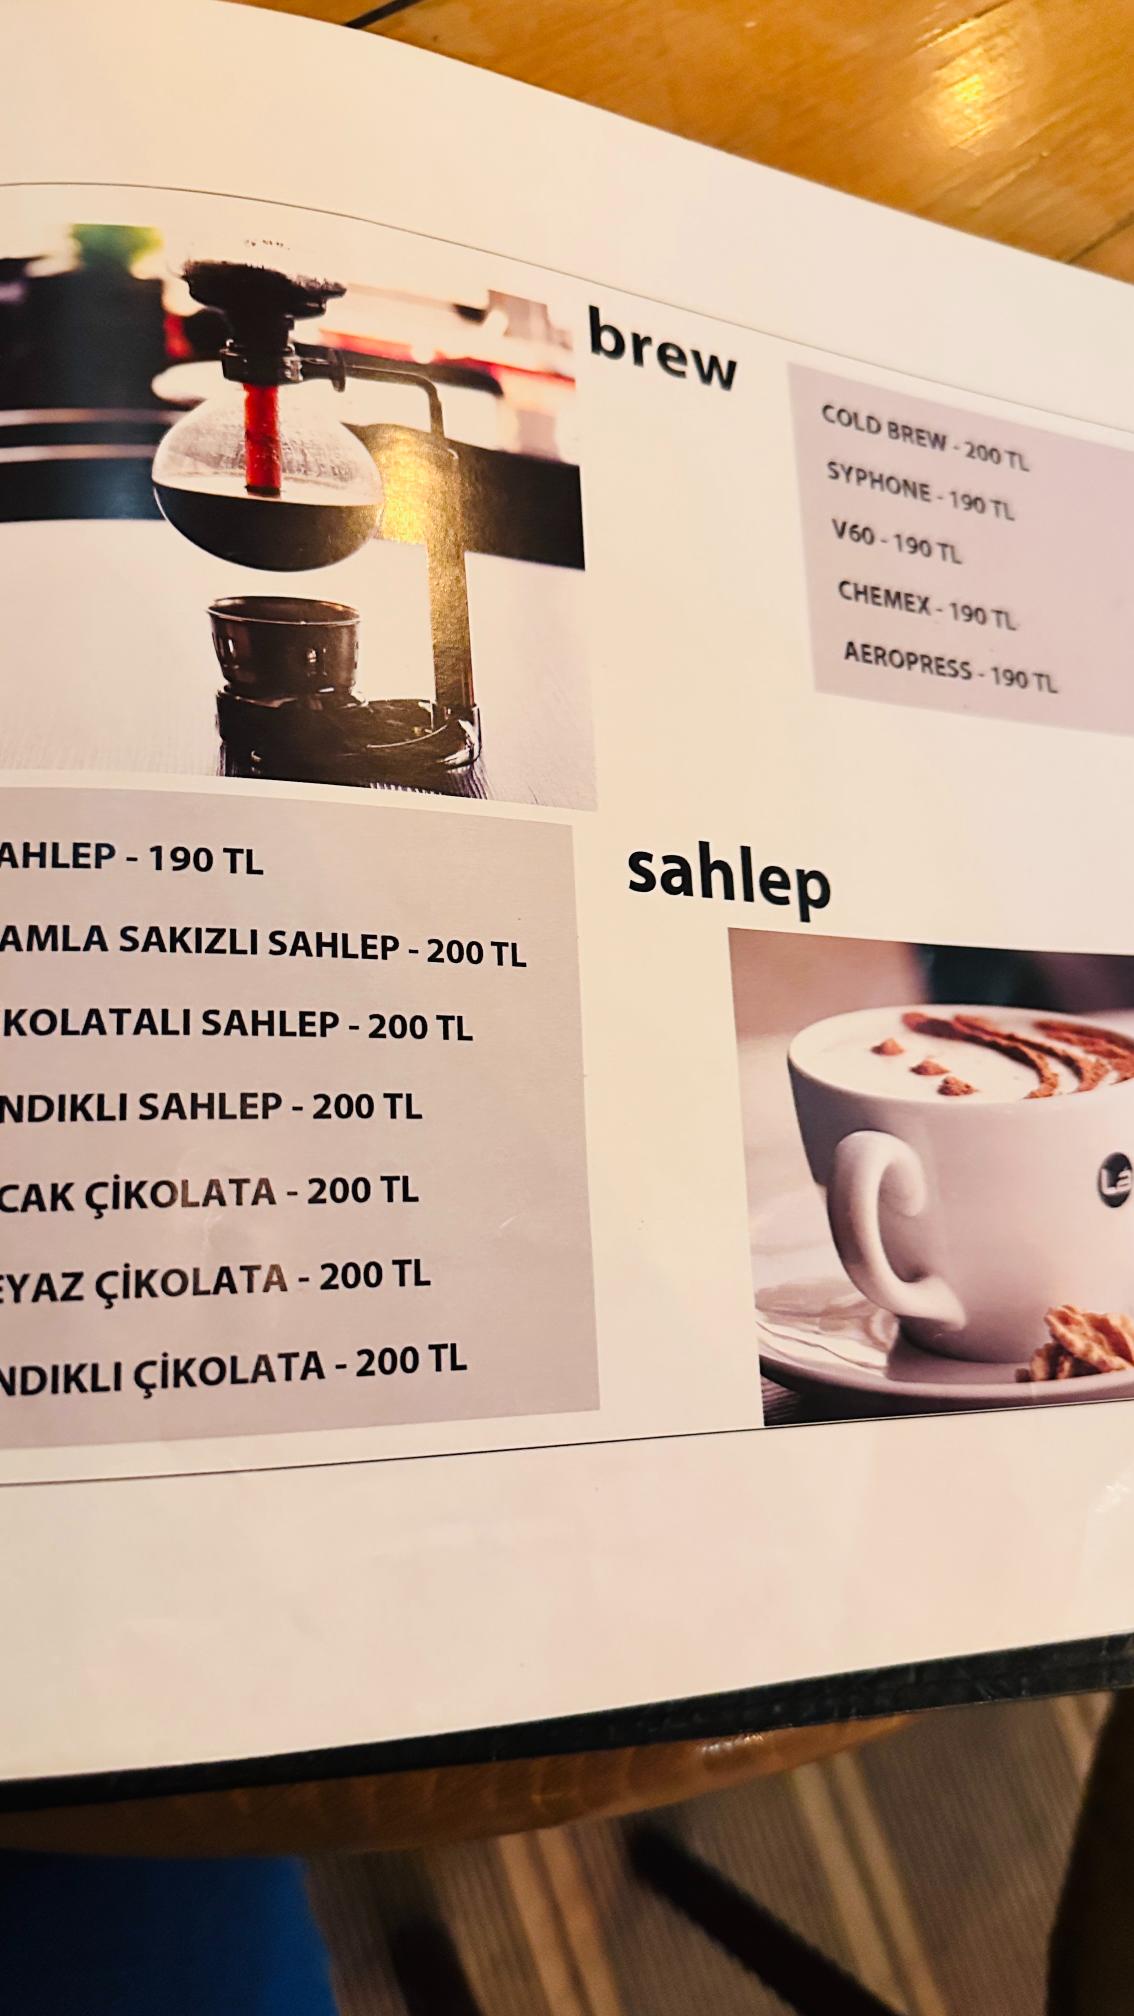 brew
COLD BREW - 200 TL
SYPHONE - 190 TL
V60 - 190 TL
CHEMEX - 190 TL
AEROPRESS - 190 TL
AHLEP - 190 TL
AMLA SAKIZLI SAHLEP - 200 TL
KOLATALI SAHLEP - 200 TL
NDIKLI SAHLEP - 200 TL
CAK ÇİKOLATA - 200 TL
EYAZ ÇİKOLATA - 200 TL
NDIKLI ÇİKOLATA - 200 TL
sahlep
La